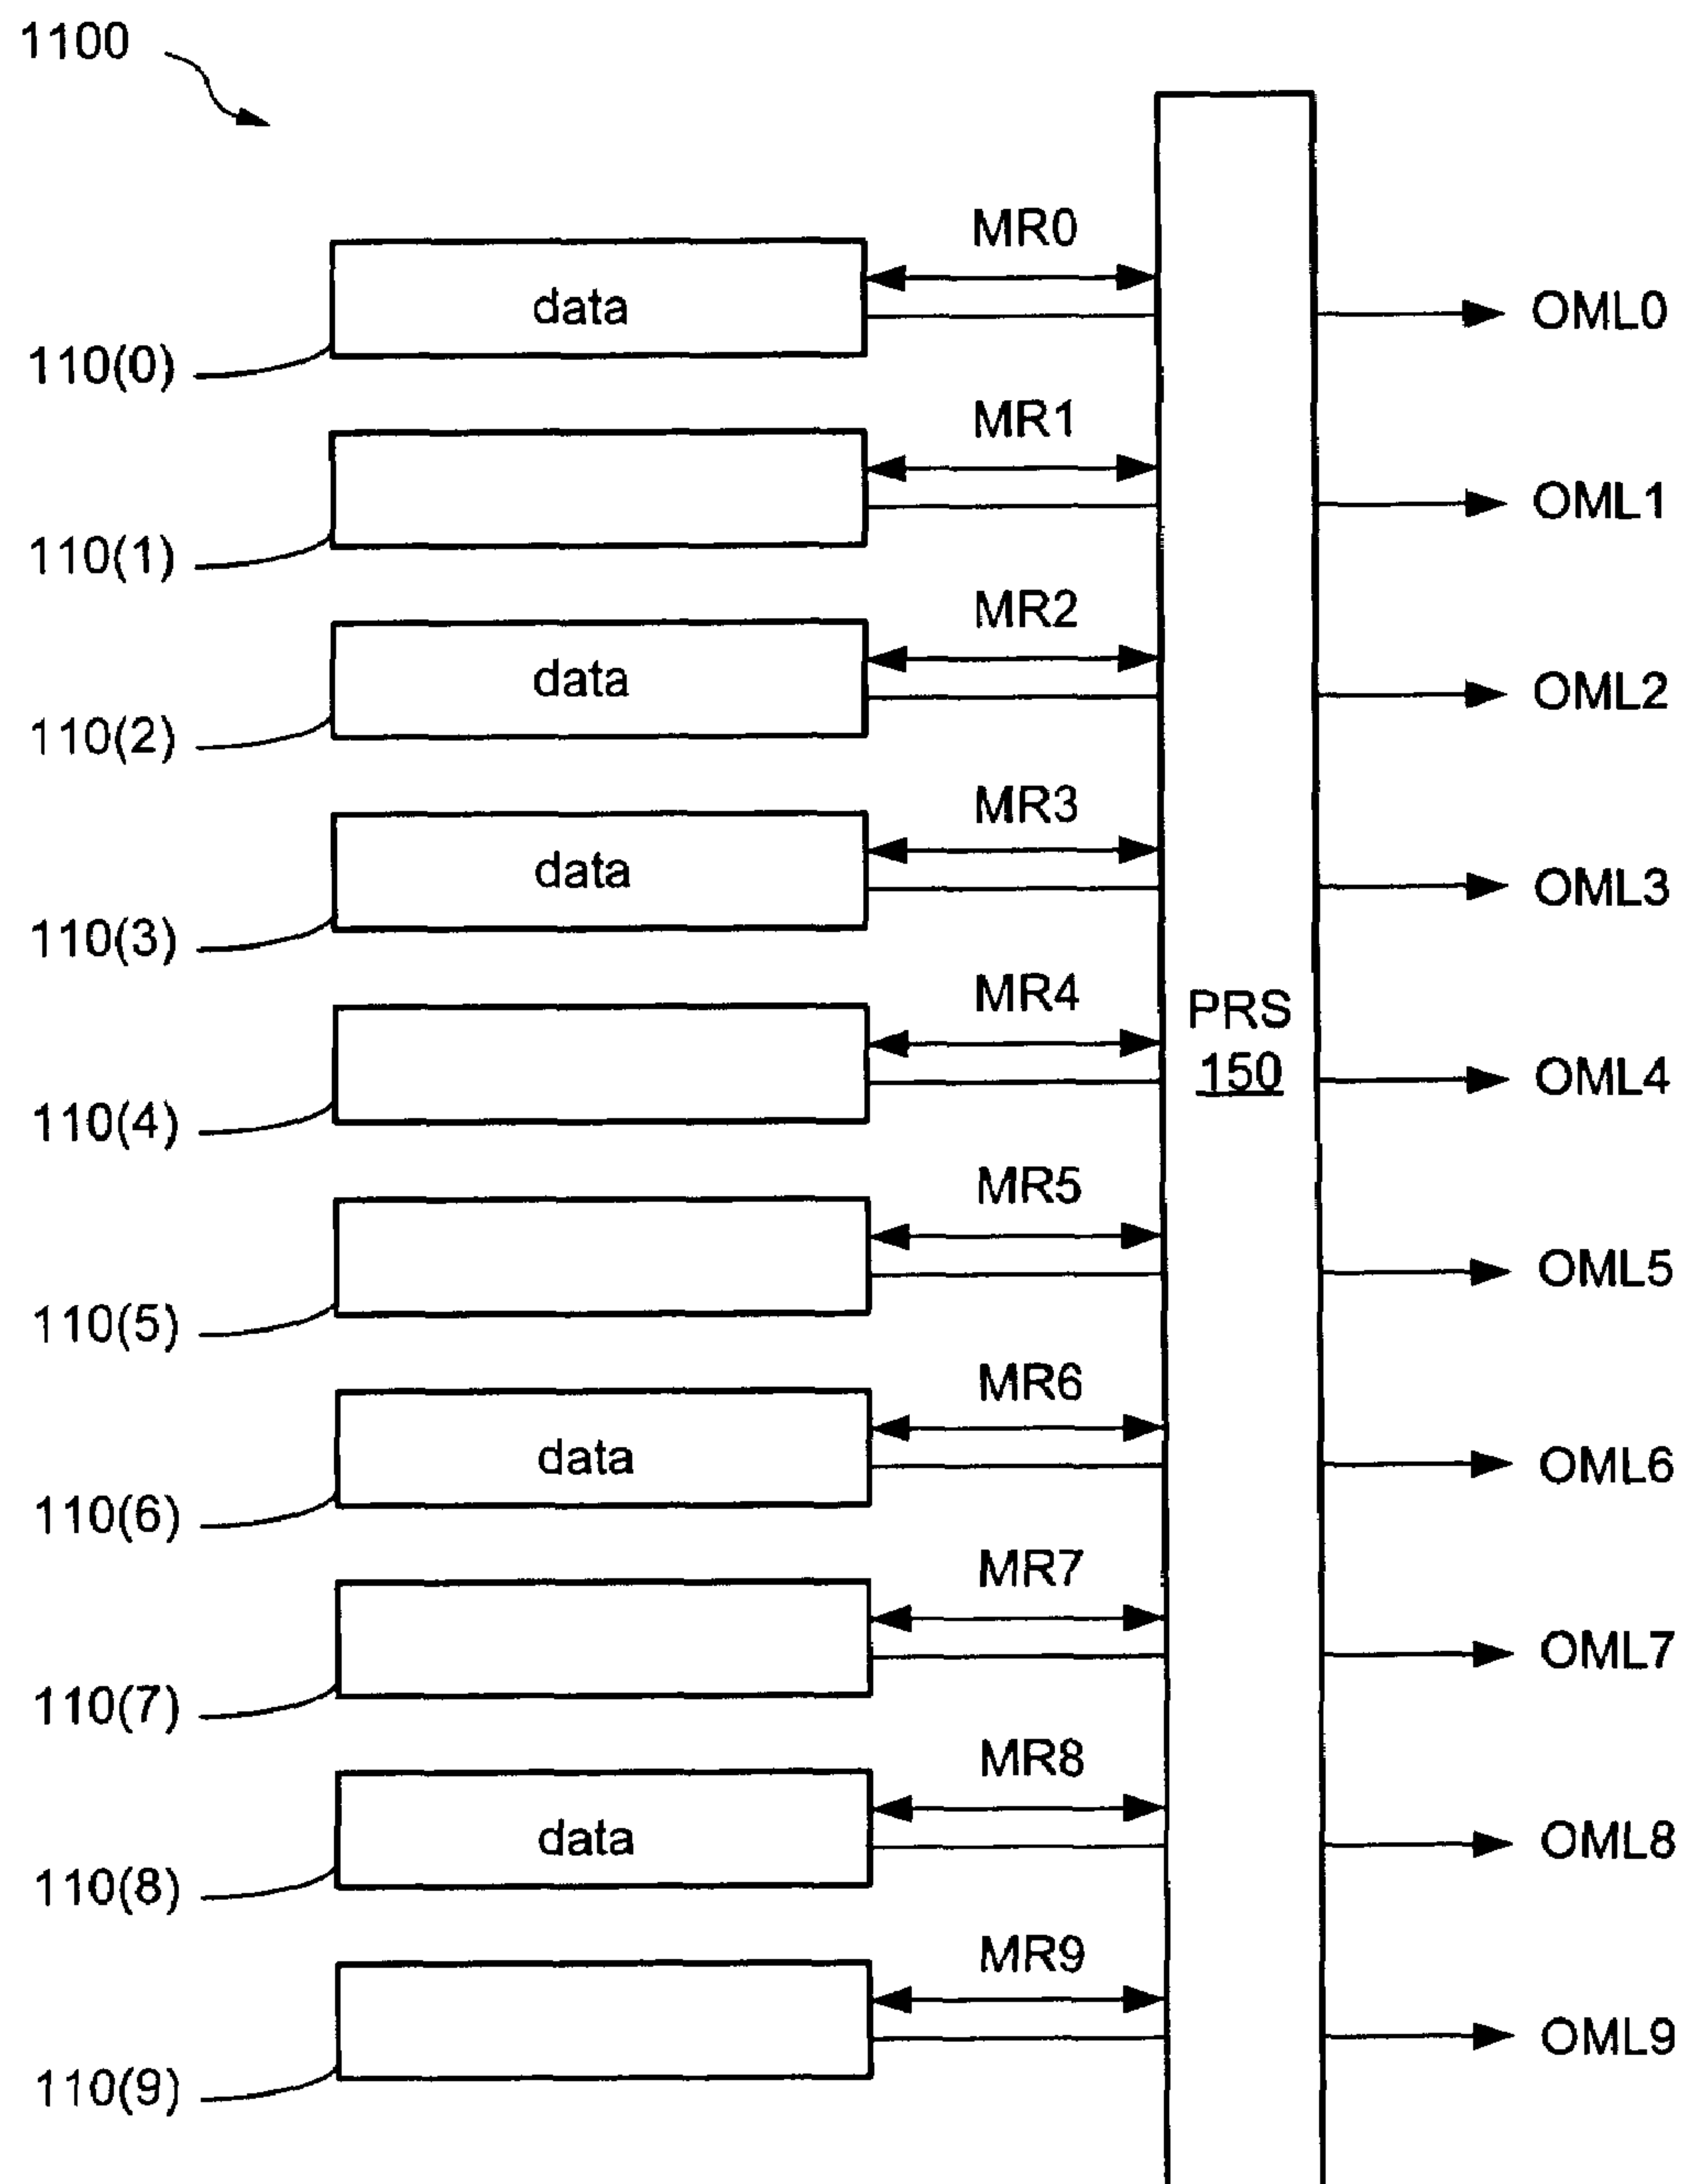 1100
MR0
data
OML0
110(0)
MR1
OML1
110(1)
MR2
data
OML2
110(2)
MR3
data
OML3
110(3)
MR4
PRS
150
OML4
110(4)
MR5
OML5
110(5)
MR6
data
OML6
110(6)
MR7
OML7
110(7)
MR8
data
OML8
110(8)
MR9
OML9
110(9)